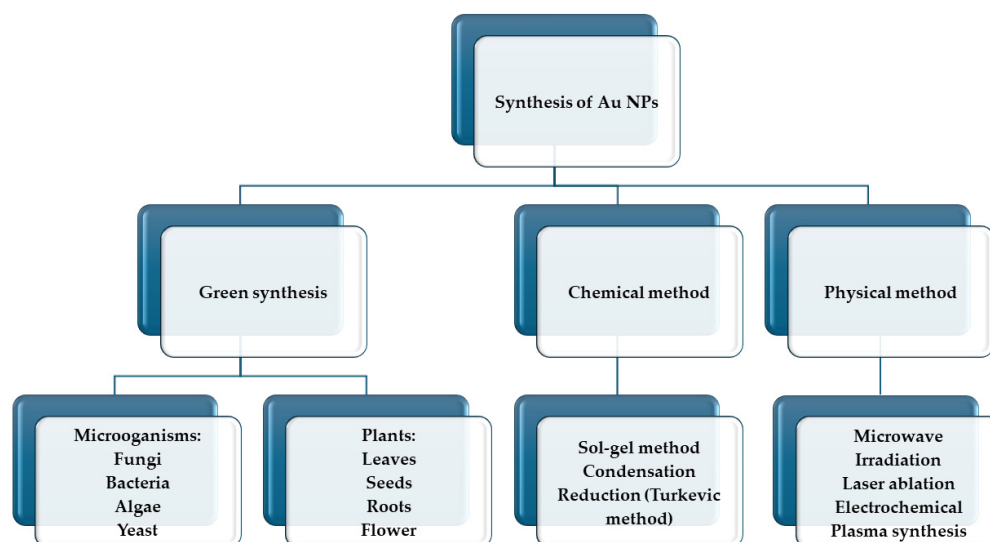 Synthesis of Au NPs
Green synthesis
Chemical method
Physical method
Microoganisms:
Fungi
Bacteria
Algae
Yeast
Plants:
Leaves
Seeds
Roots
Flower
Sol-gel method
Condensation
Reduction (Turkevic
method)
Microwave
Irradiation
Laser ablation
Electrochemical
Plasma synthesis